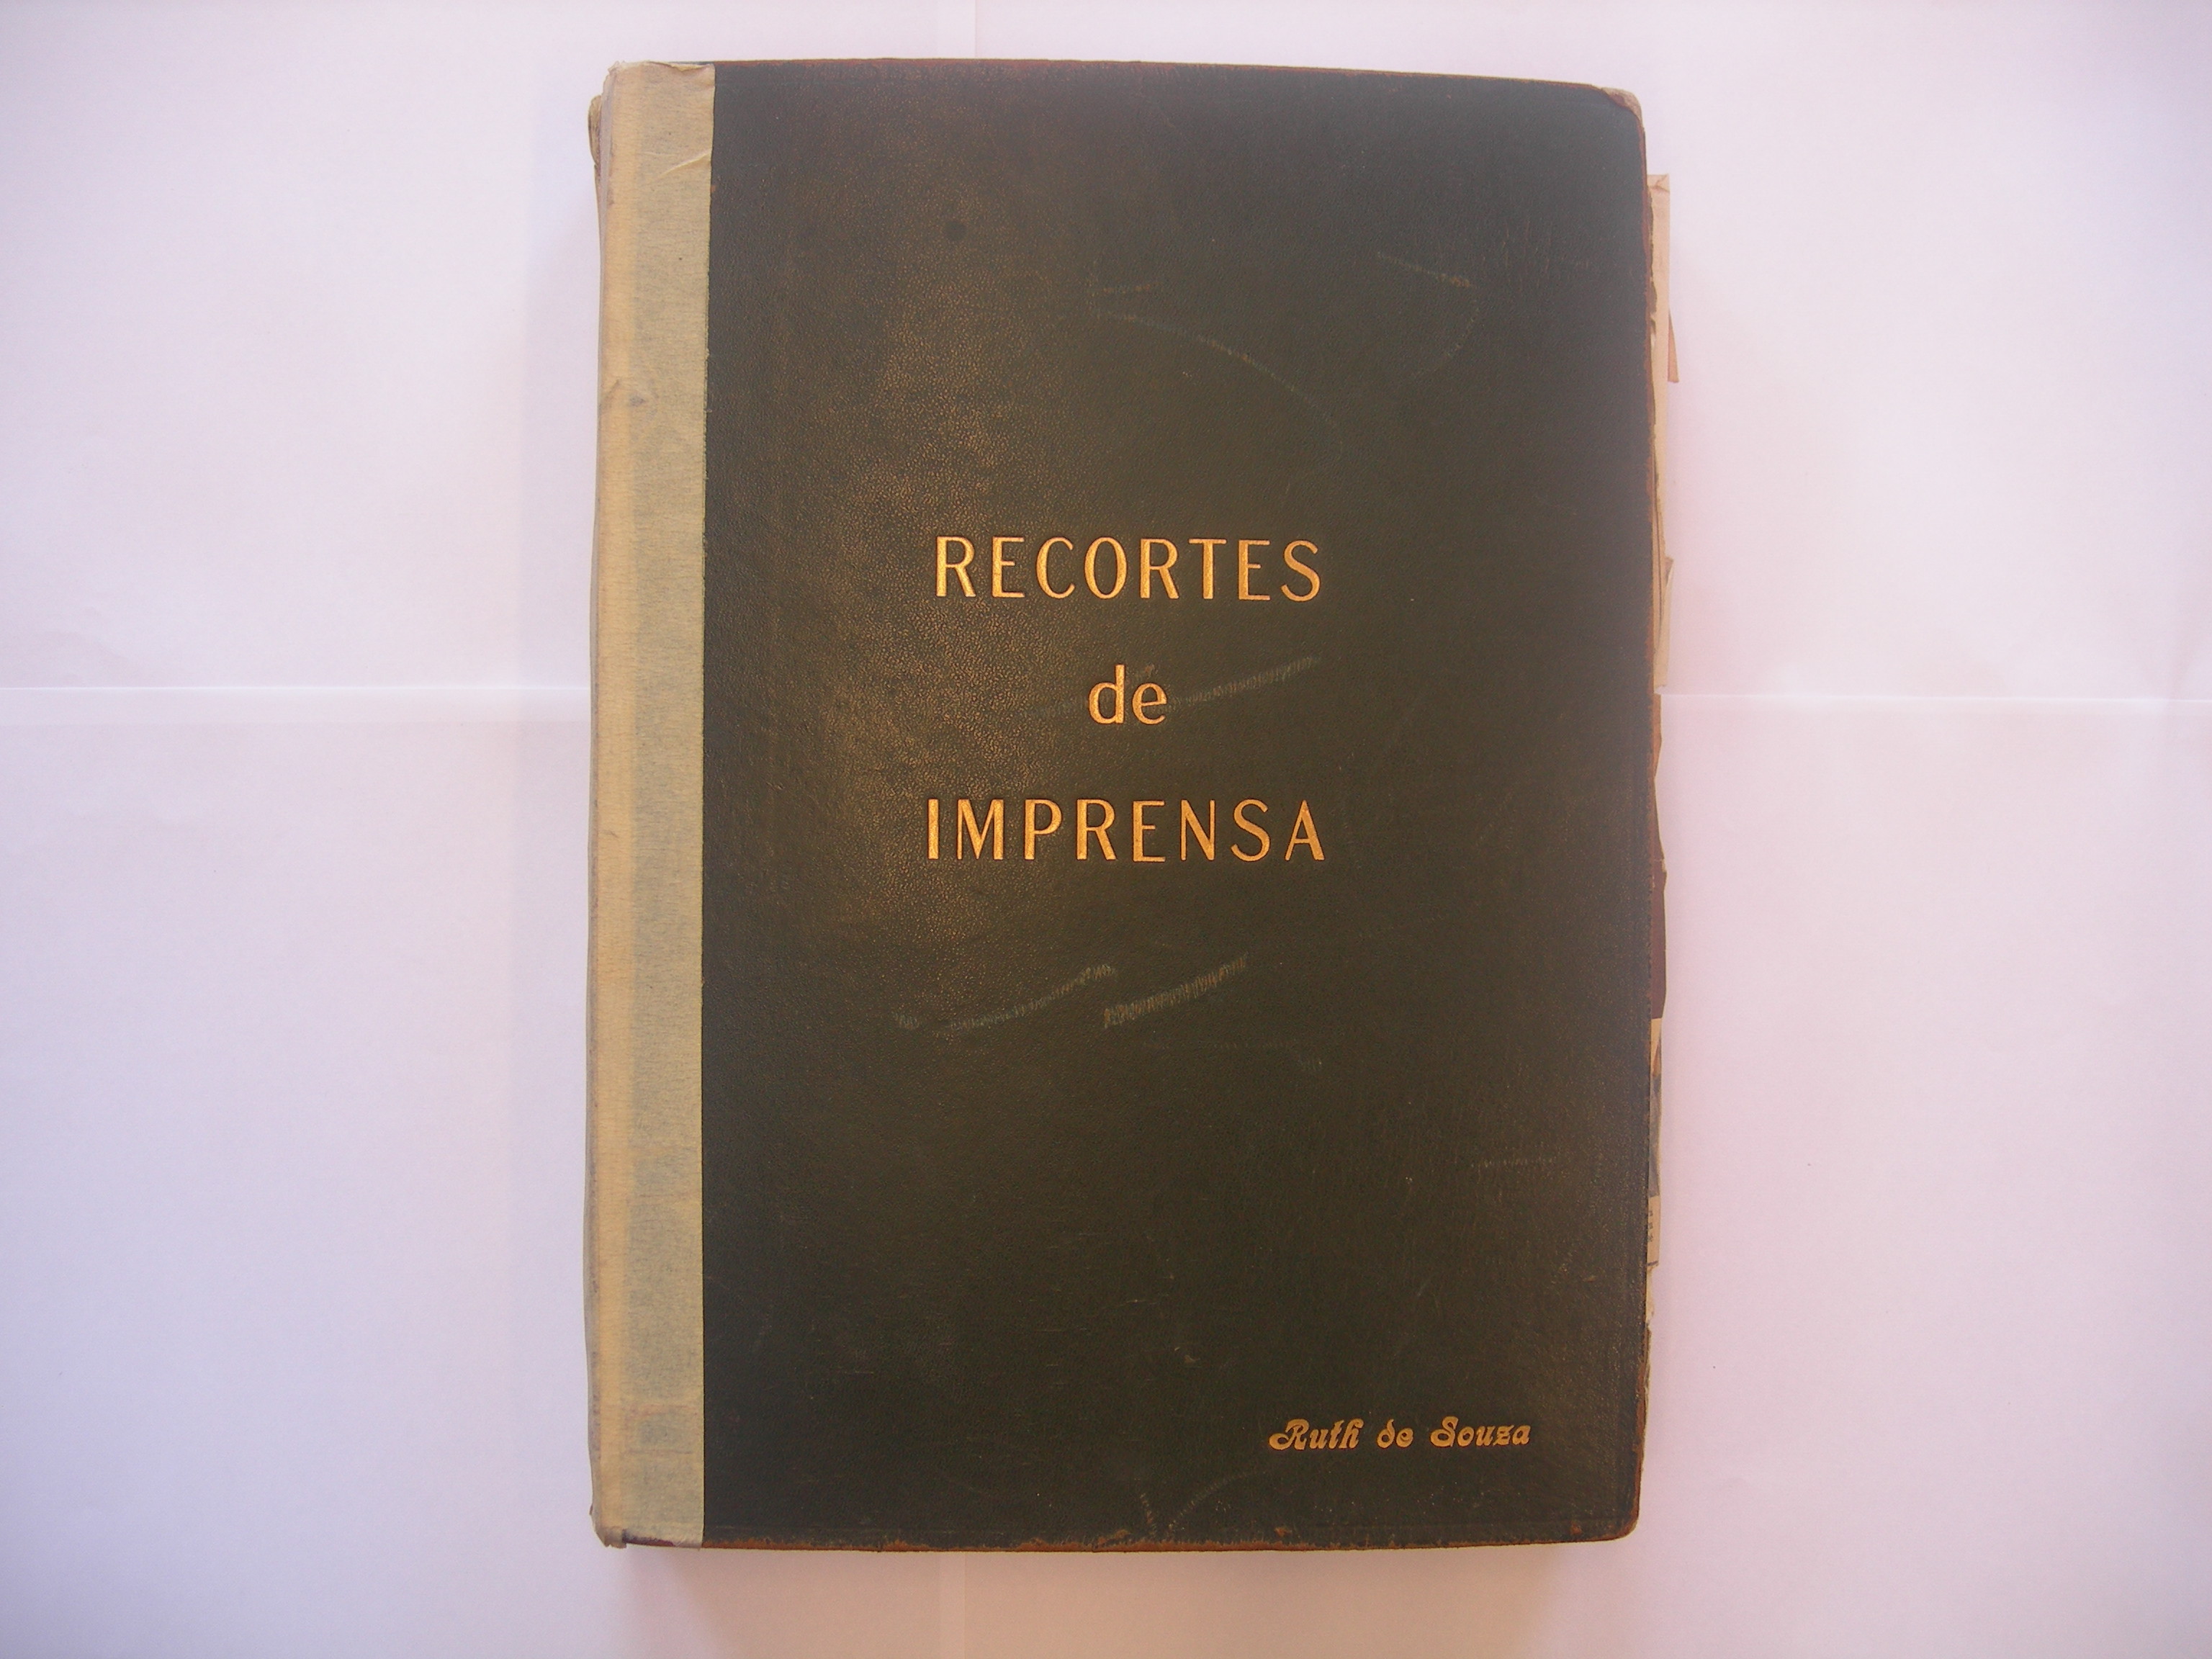 RECORTES
de
IMPRENSA
Ruth de Souza